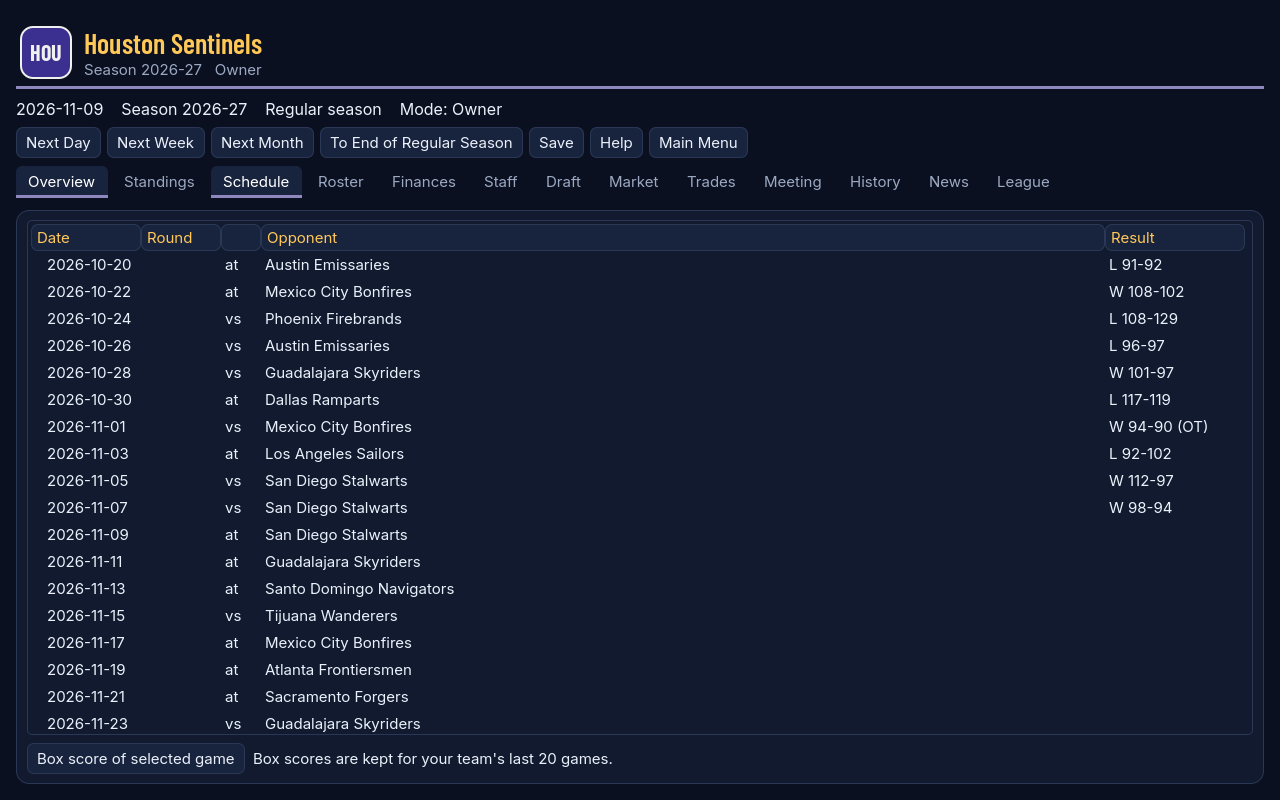 HOU
Houston Sentinels
Season 2026-27 Owner
2026-11-09 Season 2026-27 Regular season Mode: Owner
Next Day Next Week Next Month To End of Regular Season Save Help Main Menu
Overview Standings Schedule Roster Finances Staff Draft Market Trades Meeting History News League
Date Round Opponent Result
2026-10-20 at Austin Emissaries L 91-92
2026-10-22 at Mexico City Bonfires W 108-102
2026-10-24 vs Phoenix Firebrands L 108-129
2026-10-26 vs Austin Emissaries L 96-97
2026-10-28 vs Guadalajara Skyriders W 101-97
2026-10-30 at Dallas Ramparts L 117-119
2026-11-01 vs Mexico City Bonfires W 94-90 (OT)
2026-11-03 at Los Angeles Sailors L 92-102
2026-11-05 vs San Diego Stalwarts W 112-97
2026-11-07 vs San Diego Stalwarts W 98-94
2026-11-09 at San Diego Stalwarts
2026-11-11 at Guadalajara Skyriders
2026-11-13 at Santo Domingo Navigators
2026-11-15 vs Tijuana Wanderers
2026-11-17 at Mexico City Bonfires
2026-11-19 at Atlanta Frontiersmen
2026-11-21 at Sacramento Forgers
2026-11-23 vs Guadalajara Skyriders
Box score of selected game Box scores are kept for your team's last 20 games.